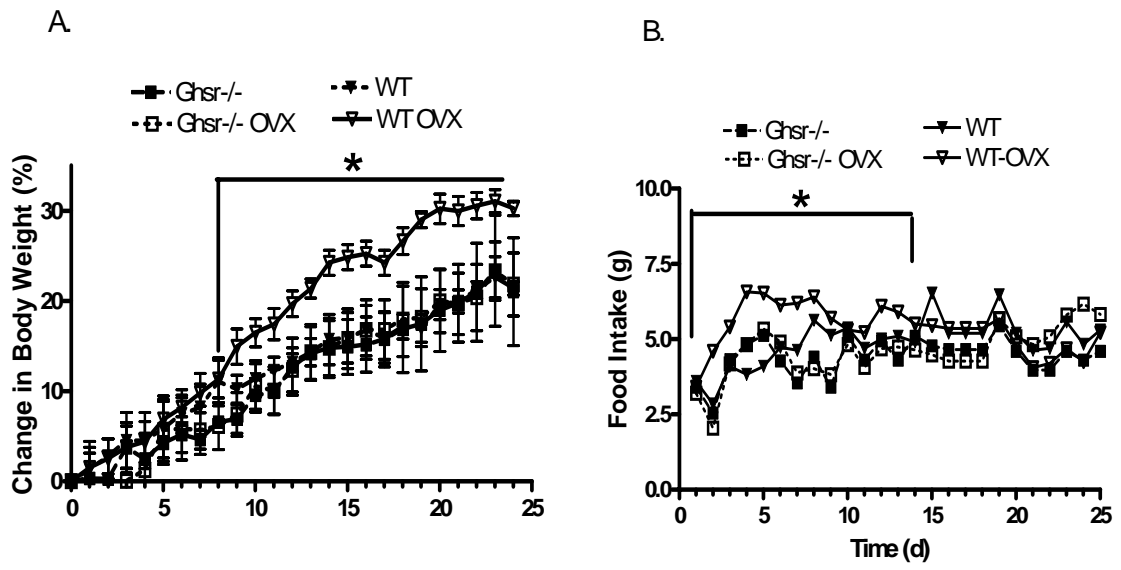 A.
Ghsr-/-
WT
Ghsr-/- OVX
WT OVX
*
Change in Body Weight (%)
30
20
10
0
0
5
10
15
20
25
B.
Ghsr-/-
WT
Ghsr-/- OVX
WT-OVX
*
Food Intake (g)
10.0
7.5
5.0
2.5
0.0
0
5
10
15
20
25
Time (d)